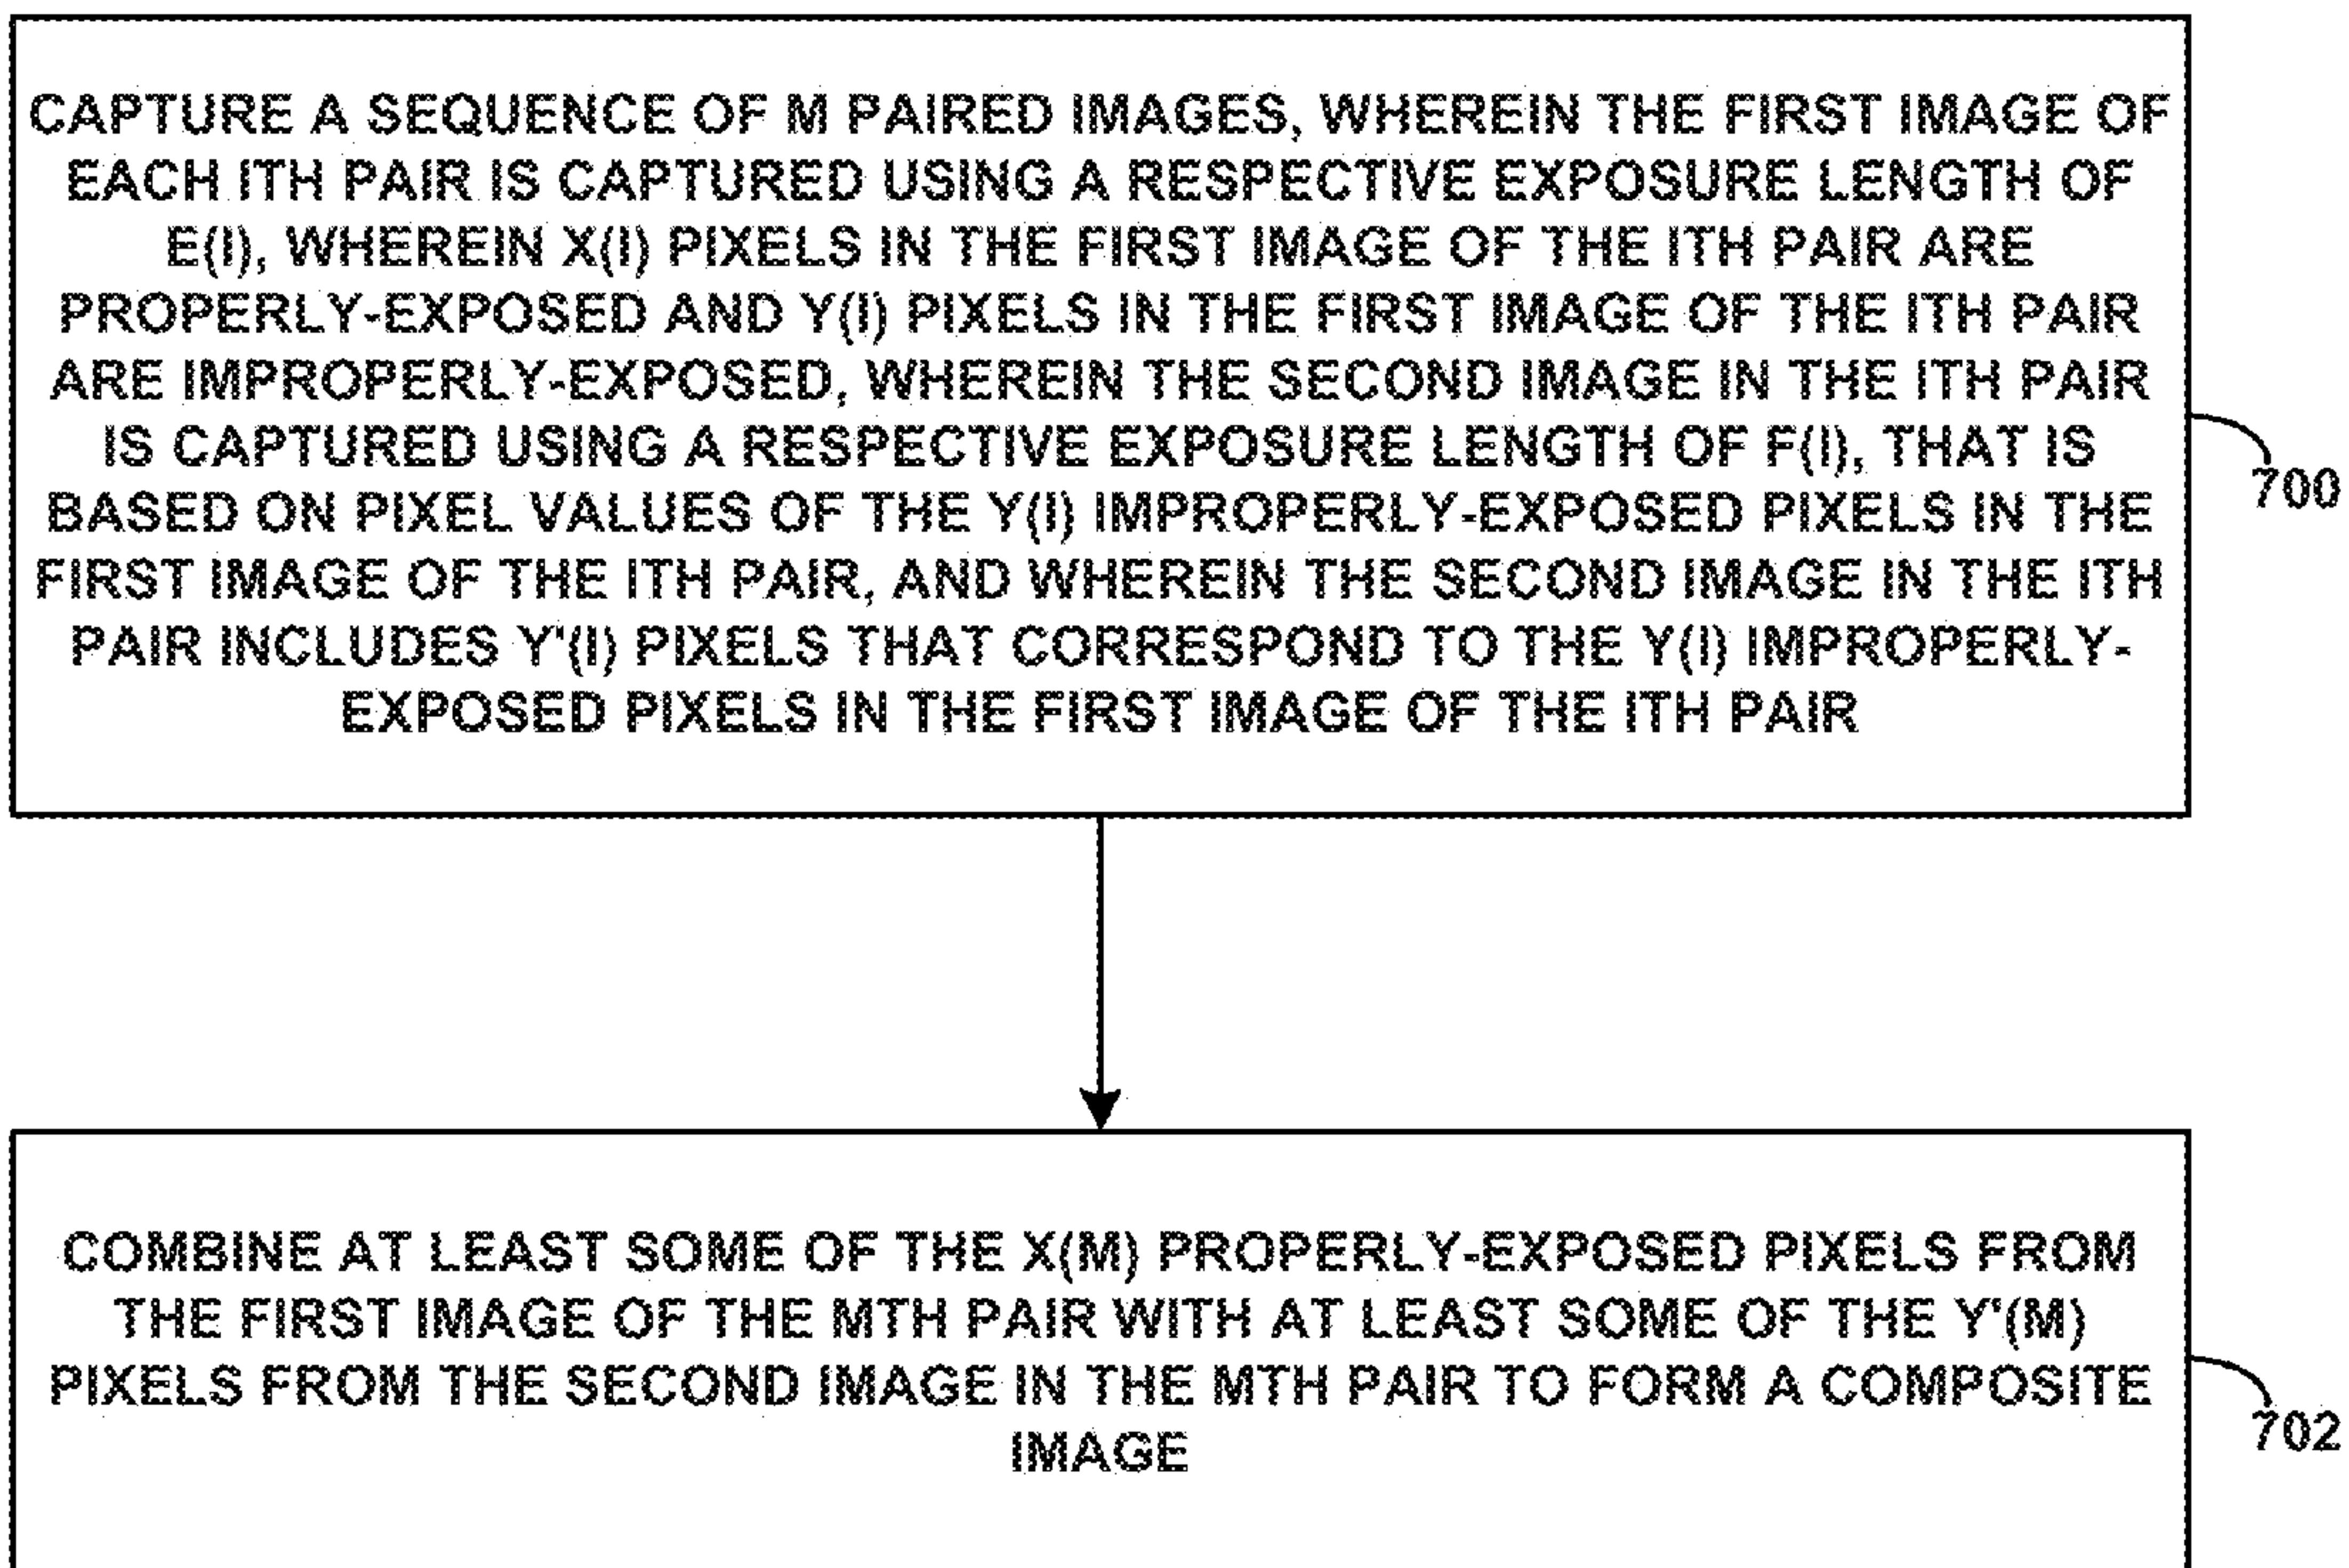 CAPTURE A SEQUENCE OF M PAIRED IMAGES, WHEREIN THE FIRST IMAGE OF
EACH ITH PAIR IS CAPTURED USING A RESPECTIVE EXPOSURE LENGTH OF
E(I), WHEREIN X(I) PIXELS IN THE FIRST IMAGE OF THE ITH PAIR ARE
PROPERLY-EXPOSED AND Y(I) PIXELS IN THE FIRST IMAGE OF THE ITH PAIR
ARE IMPROPERLY-EXPOSED, WHEREIN THE SECOND IMAGE IN THE ITH PAIR
IS CAPTURED USING A RESPECTIVE EXPOSURE LENGTH OF F(I), THAT IS
BASED ON PIXEL VALUES OF THE Y(I) IMPROPERLY-EXPOSED PIXELS IN THE
FIRST IMAGE OF THE ITH PAIR, AND WHEREIN THE SECOND IMAGE IN THE ITH
PAIR INCLUDES Y'(I) PIXELS THAT CORRESPOND TO THE Y(I) IMPROPERLY-
EXPOSED PIXELS IN THE FIRST IMAGE OF THE ITH PAIR
700
COMBINE AT LEAST SOME OF THE X(M) PROPERLY-EXPOSED PIXELS FROM
THE FIRST IMAGE OF THE MTH PAIR WITH AT LEAST SOME OF THE Y'(M)
PIXELS FROM THE SECOND IMAGE IN THE MTH PAIR TO FORM A COMPOSITE
IMAGE
702